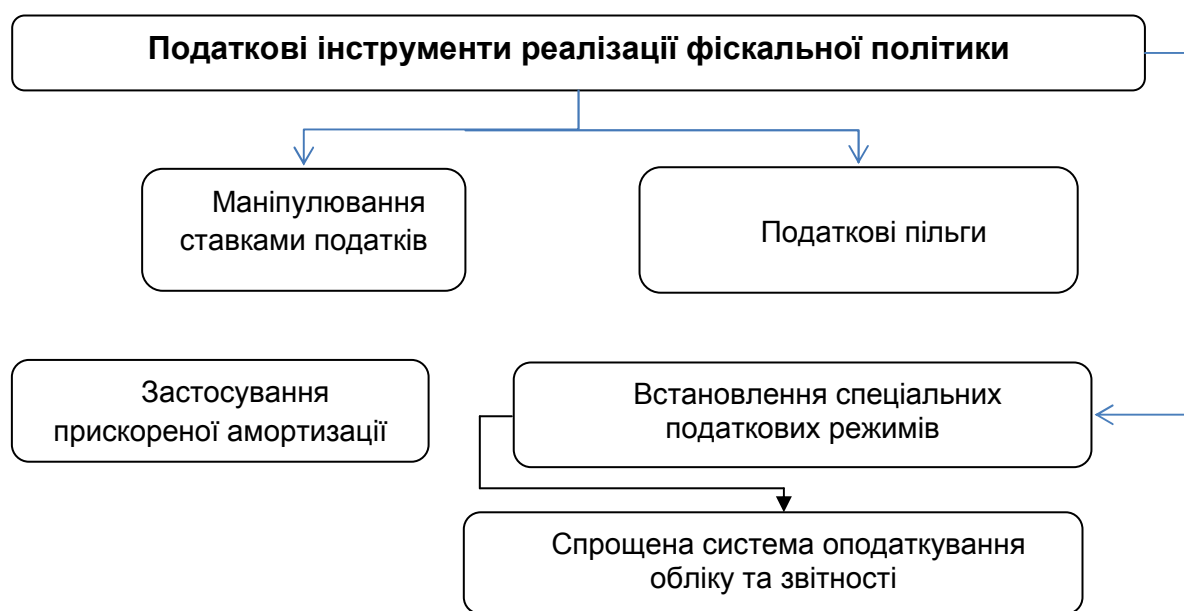 Податкові інструменти реалізації фіскальної політики
Маніпулювання
ставками податків
Податкові пільги
Застосування
прискореної амортизації
Встановлення спеціальних
податкових режимів
Спрощена система оподаткування
обліку та звітності